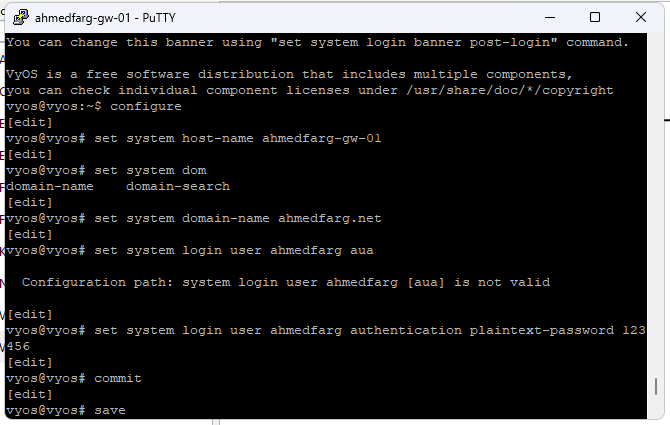 ahmedfarg-gw-01 - PuTTY
You can change this banner using "set system login banner post-login" command.
VyOS is a free software distribution that includes multiple components,
you can check individual component licenses under /usr/share/doc/*/copyright
vyos@vyos:~$ configure
[edit]
vyos@vyos# set system host-name ahmedfarg-gw-01
[edit]
vyos@vyos# set system dom
domain-name    domain-search
[edit]
vyos@vyos# set system domain-name ahmedfarg.net
[edit]
vyos@vyos# set system login user ahmedfarg aua
Configuration path: system login user ahmedfarg [aua] is not valid
[edit]
vyos@vyos# set system login user ahmedfarg authentication plaintext-password 123
456
[edit]
vyos@vyos# commit
[edit]
vyos@vyos# save